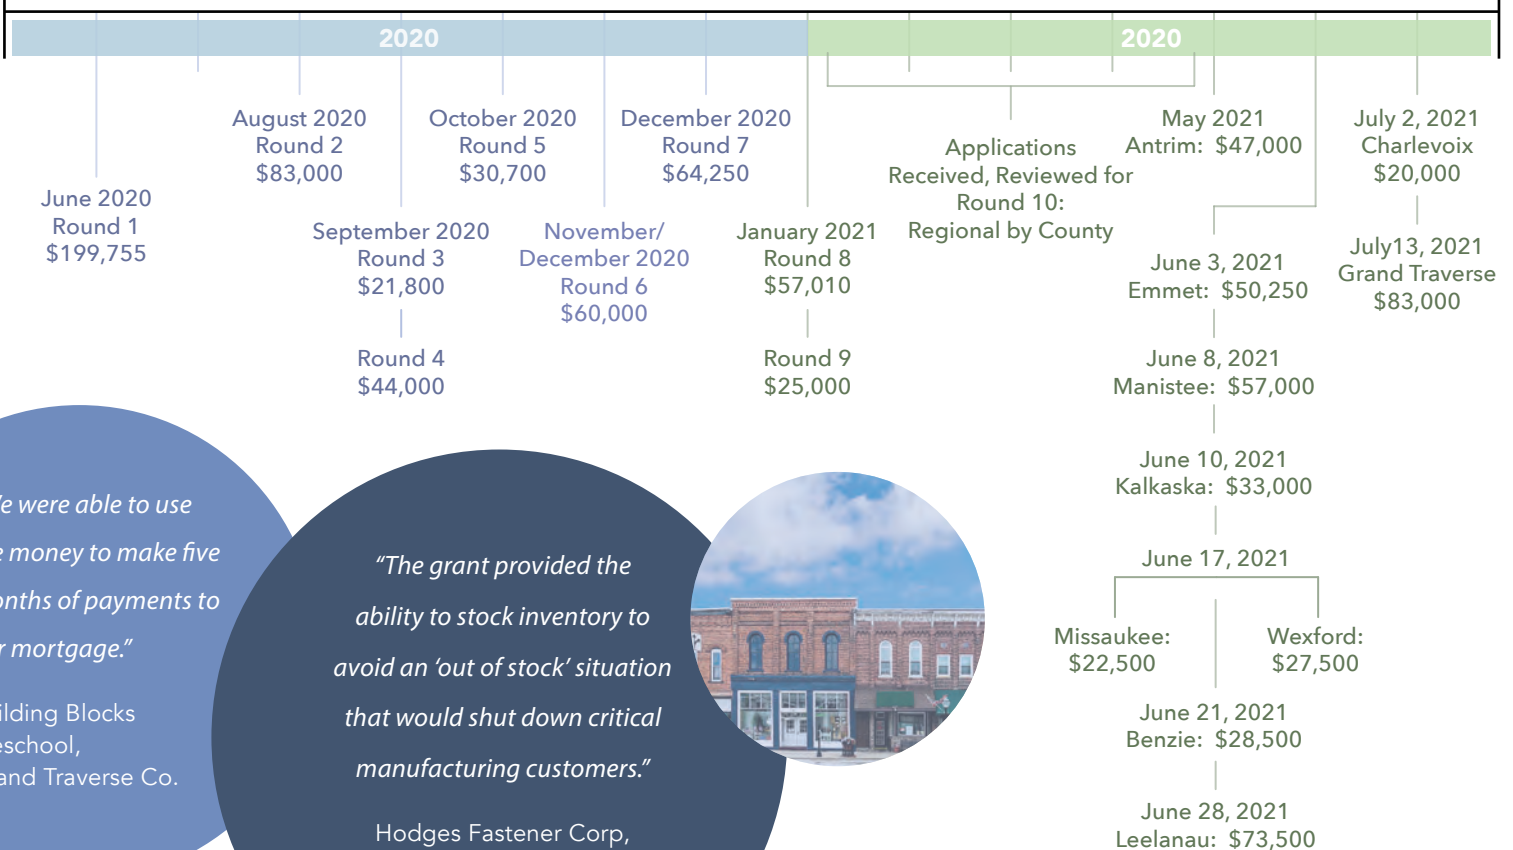 2020
2020
June 2020
Round 1
$199,755
August 2020
Round 2
$83,000
September 2020
Round 3
$21,800
Round 4
$44,000
October 2020
Round 5
$30,700
November/
December 2020
Round 6
$60,000
December 2020
Round 7
$64,250
January 2021
Round 8
$57,010
Round 9
$25,000
Applications
Received, Reviewed for
Round 10:
Regional by County
May 2021
Antrim: $47,000
June 3, 2021
Emmet: $50,250
June 8, 2021
Manistee: $57,000
June 10, 2021
Kalkaska: $33,000
June 17, 2021
Missaukee:
$22,500
Wexford:
$27,500
June 21, 2021
Benzie: $28,500
June 28, 2021
Leelanau: $73,500
July 2, 2021
Charlevoix
$20,000
July13, 2021
Grand Traverse
$83,000
e were able to use
e money to make five
onths of payments to
r mortgage.”
ilding Blocks
eschool,
and Traverse Co.
“The grant provided the
ability to stock inventory to
avoid an ‘out of stock’ situation
that would shut down critical
manufacturing customers.”
Hodges Fastener Corp,